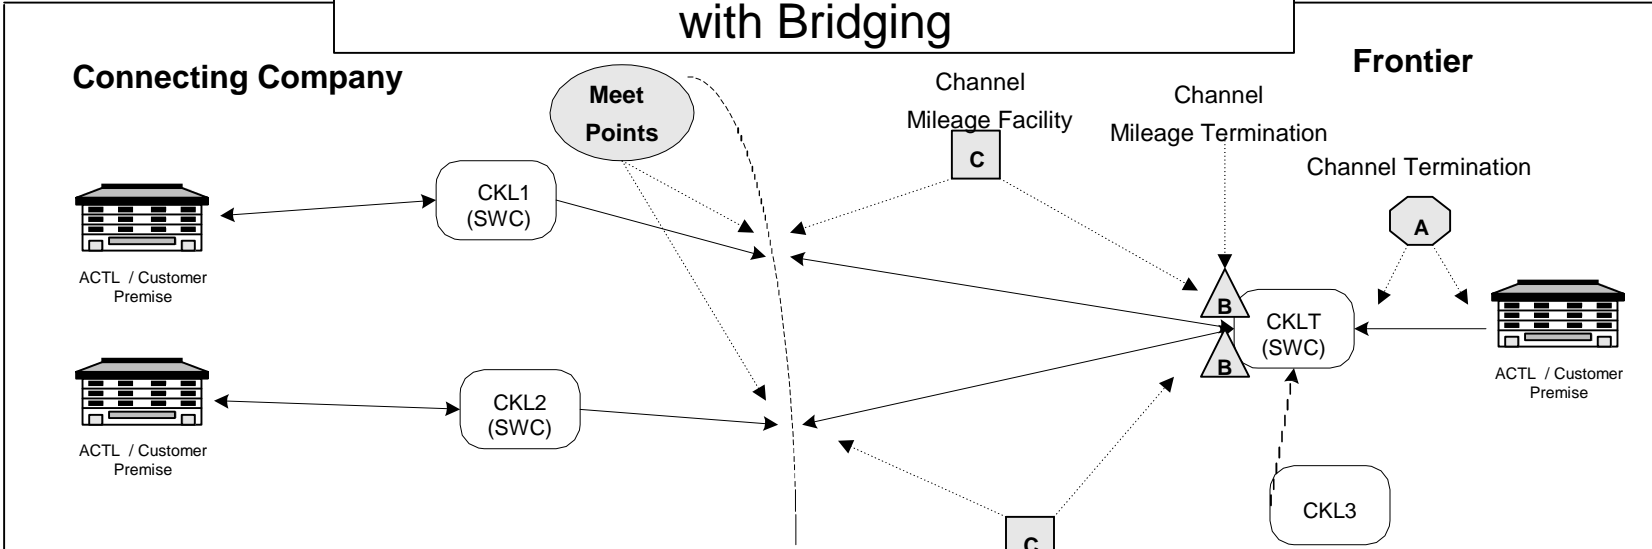 with Bridging
Connecting Company
Frontier
Meet
Points
Channel
Mileage Facility
C
Channel
Mileage Termination
Channel Termination
A
CKL1
(SWC)
ACTL / Customer
Premise
B
CKLT
(SWC)
B
ACTL / Customer
Premise
CKL2
(SWC)
ACTL / Customer
Premise
CKL3
C